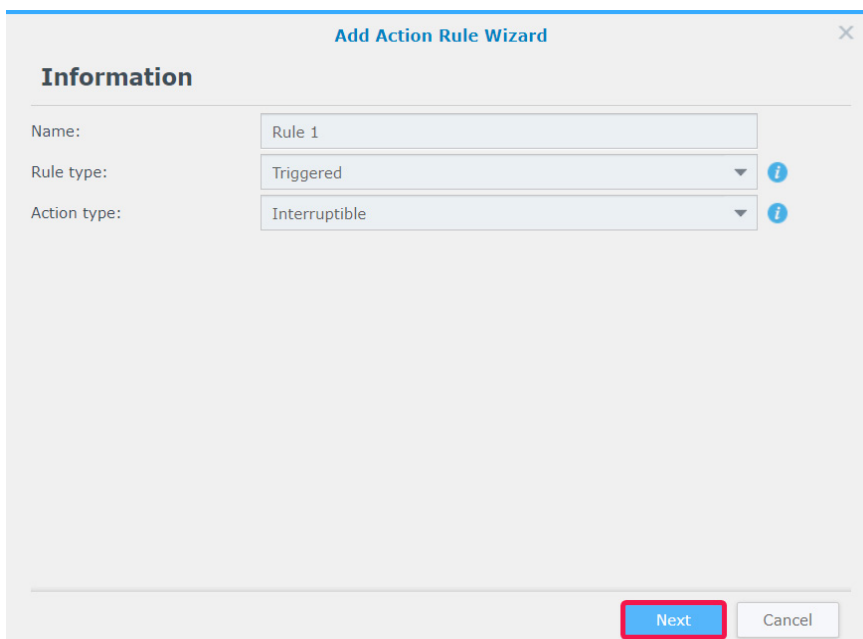 Add Action Rule Wizard
Information
Name: Rule 1
Rule type: Triggered
Action type: Interruptible
Next Cancel